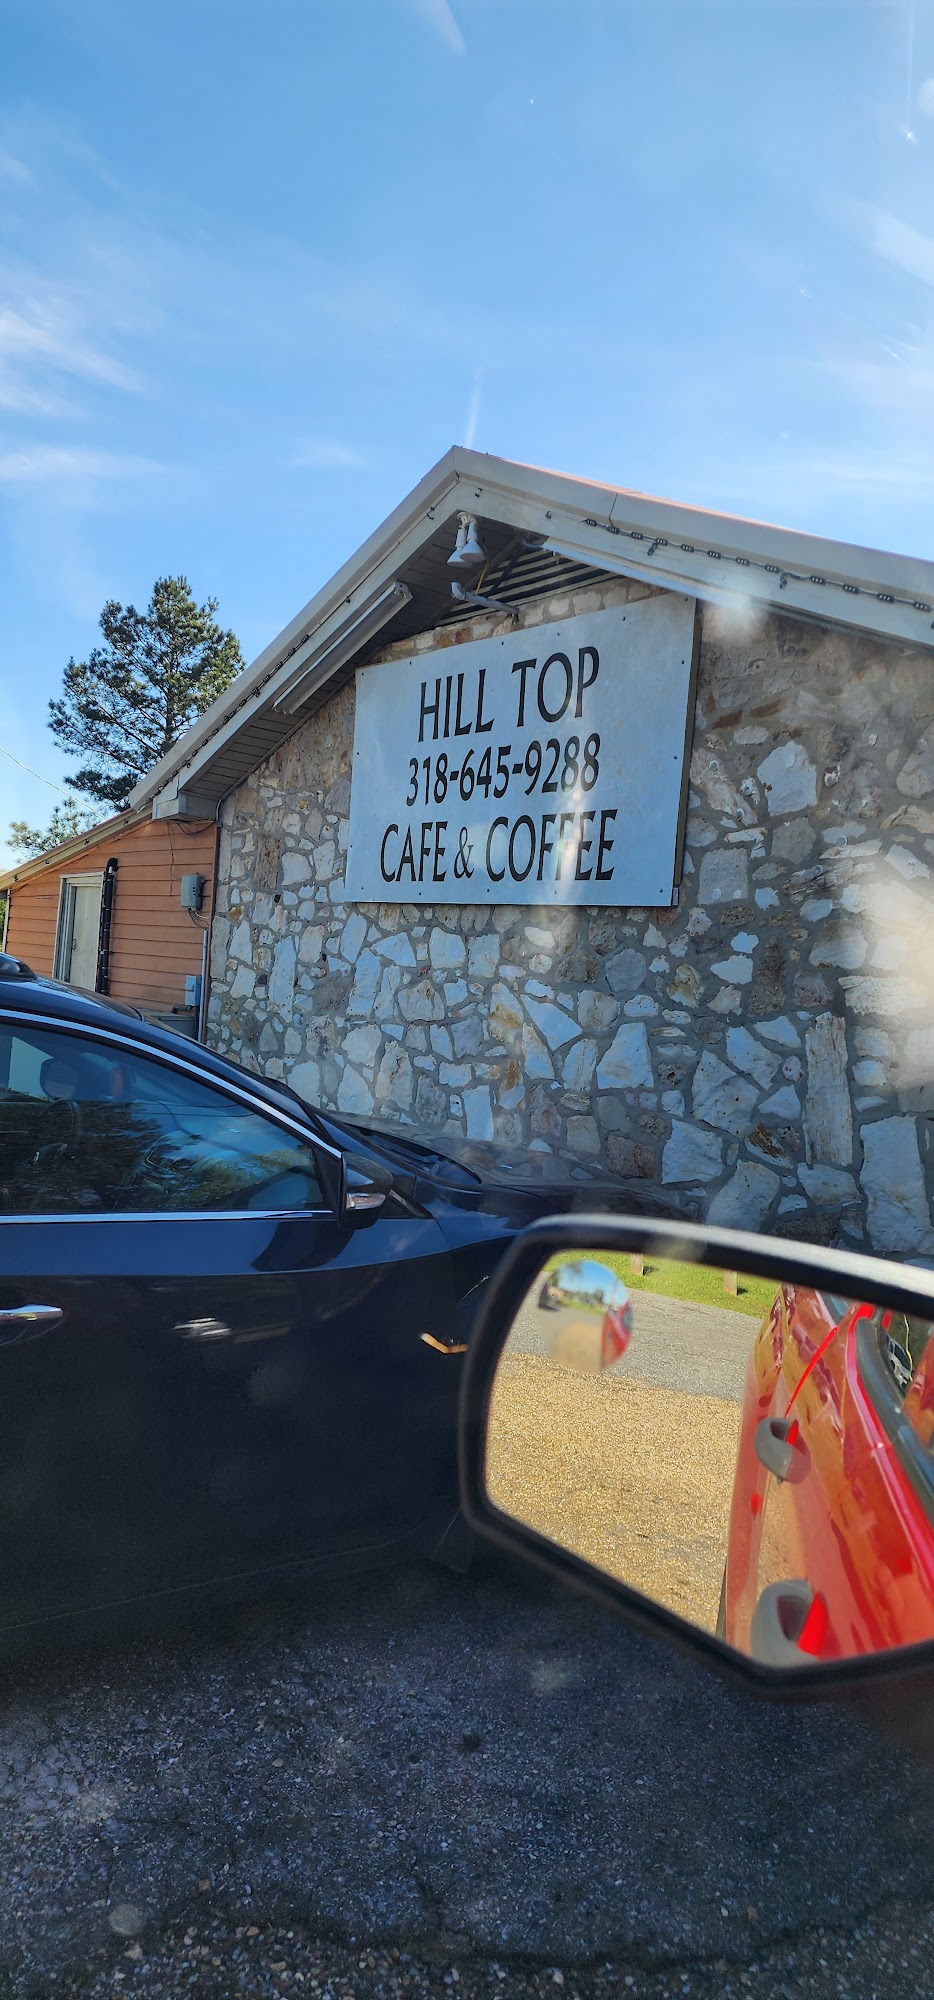 HILL TOP
318-645-9288
CAFE & COFFEE